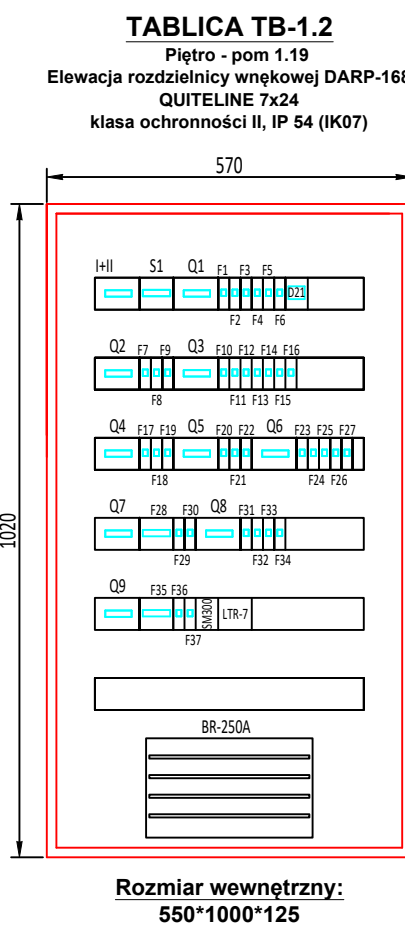 TABLICA TB-1.2
Piętro - pom 1.19
Elewacja rozdzielnicy wnękowej DARP-168
QUITELINE 7x24
klasa ochronności II, IP 54 (IK07)
570
1020
I+II S1 Q1 F1 F3 F5
D21
F2 F4 F6
Q2 F7 F9 Q3 F10 F12 F14 F16
F8 F11 F13 F15
Q4 F17 F19 Q5 F20 F22 Q6 F23 F25 F27
F18 F21 F24 F26
Q7 F28 F30 Q8 F31 F33
F29 F32 F34
Q9 F35 F36
SM300 LTR-7
F37
BR-250A
Rozmiar wewnętrzny:
550*1000*125